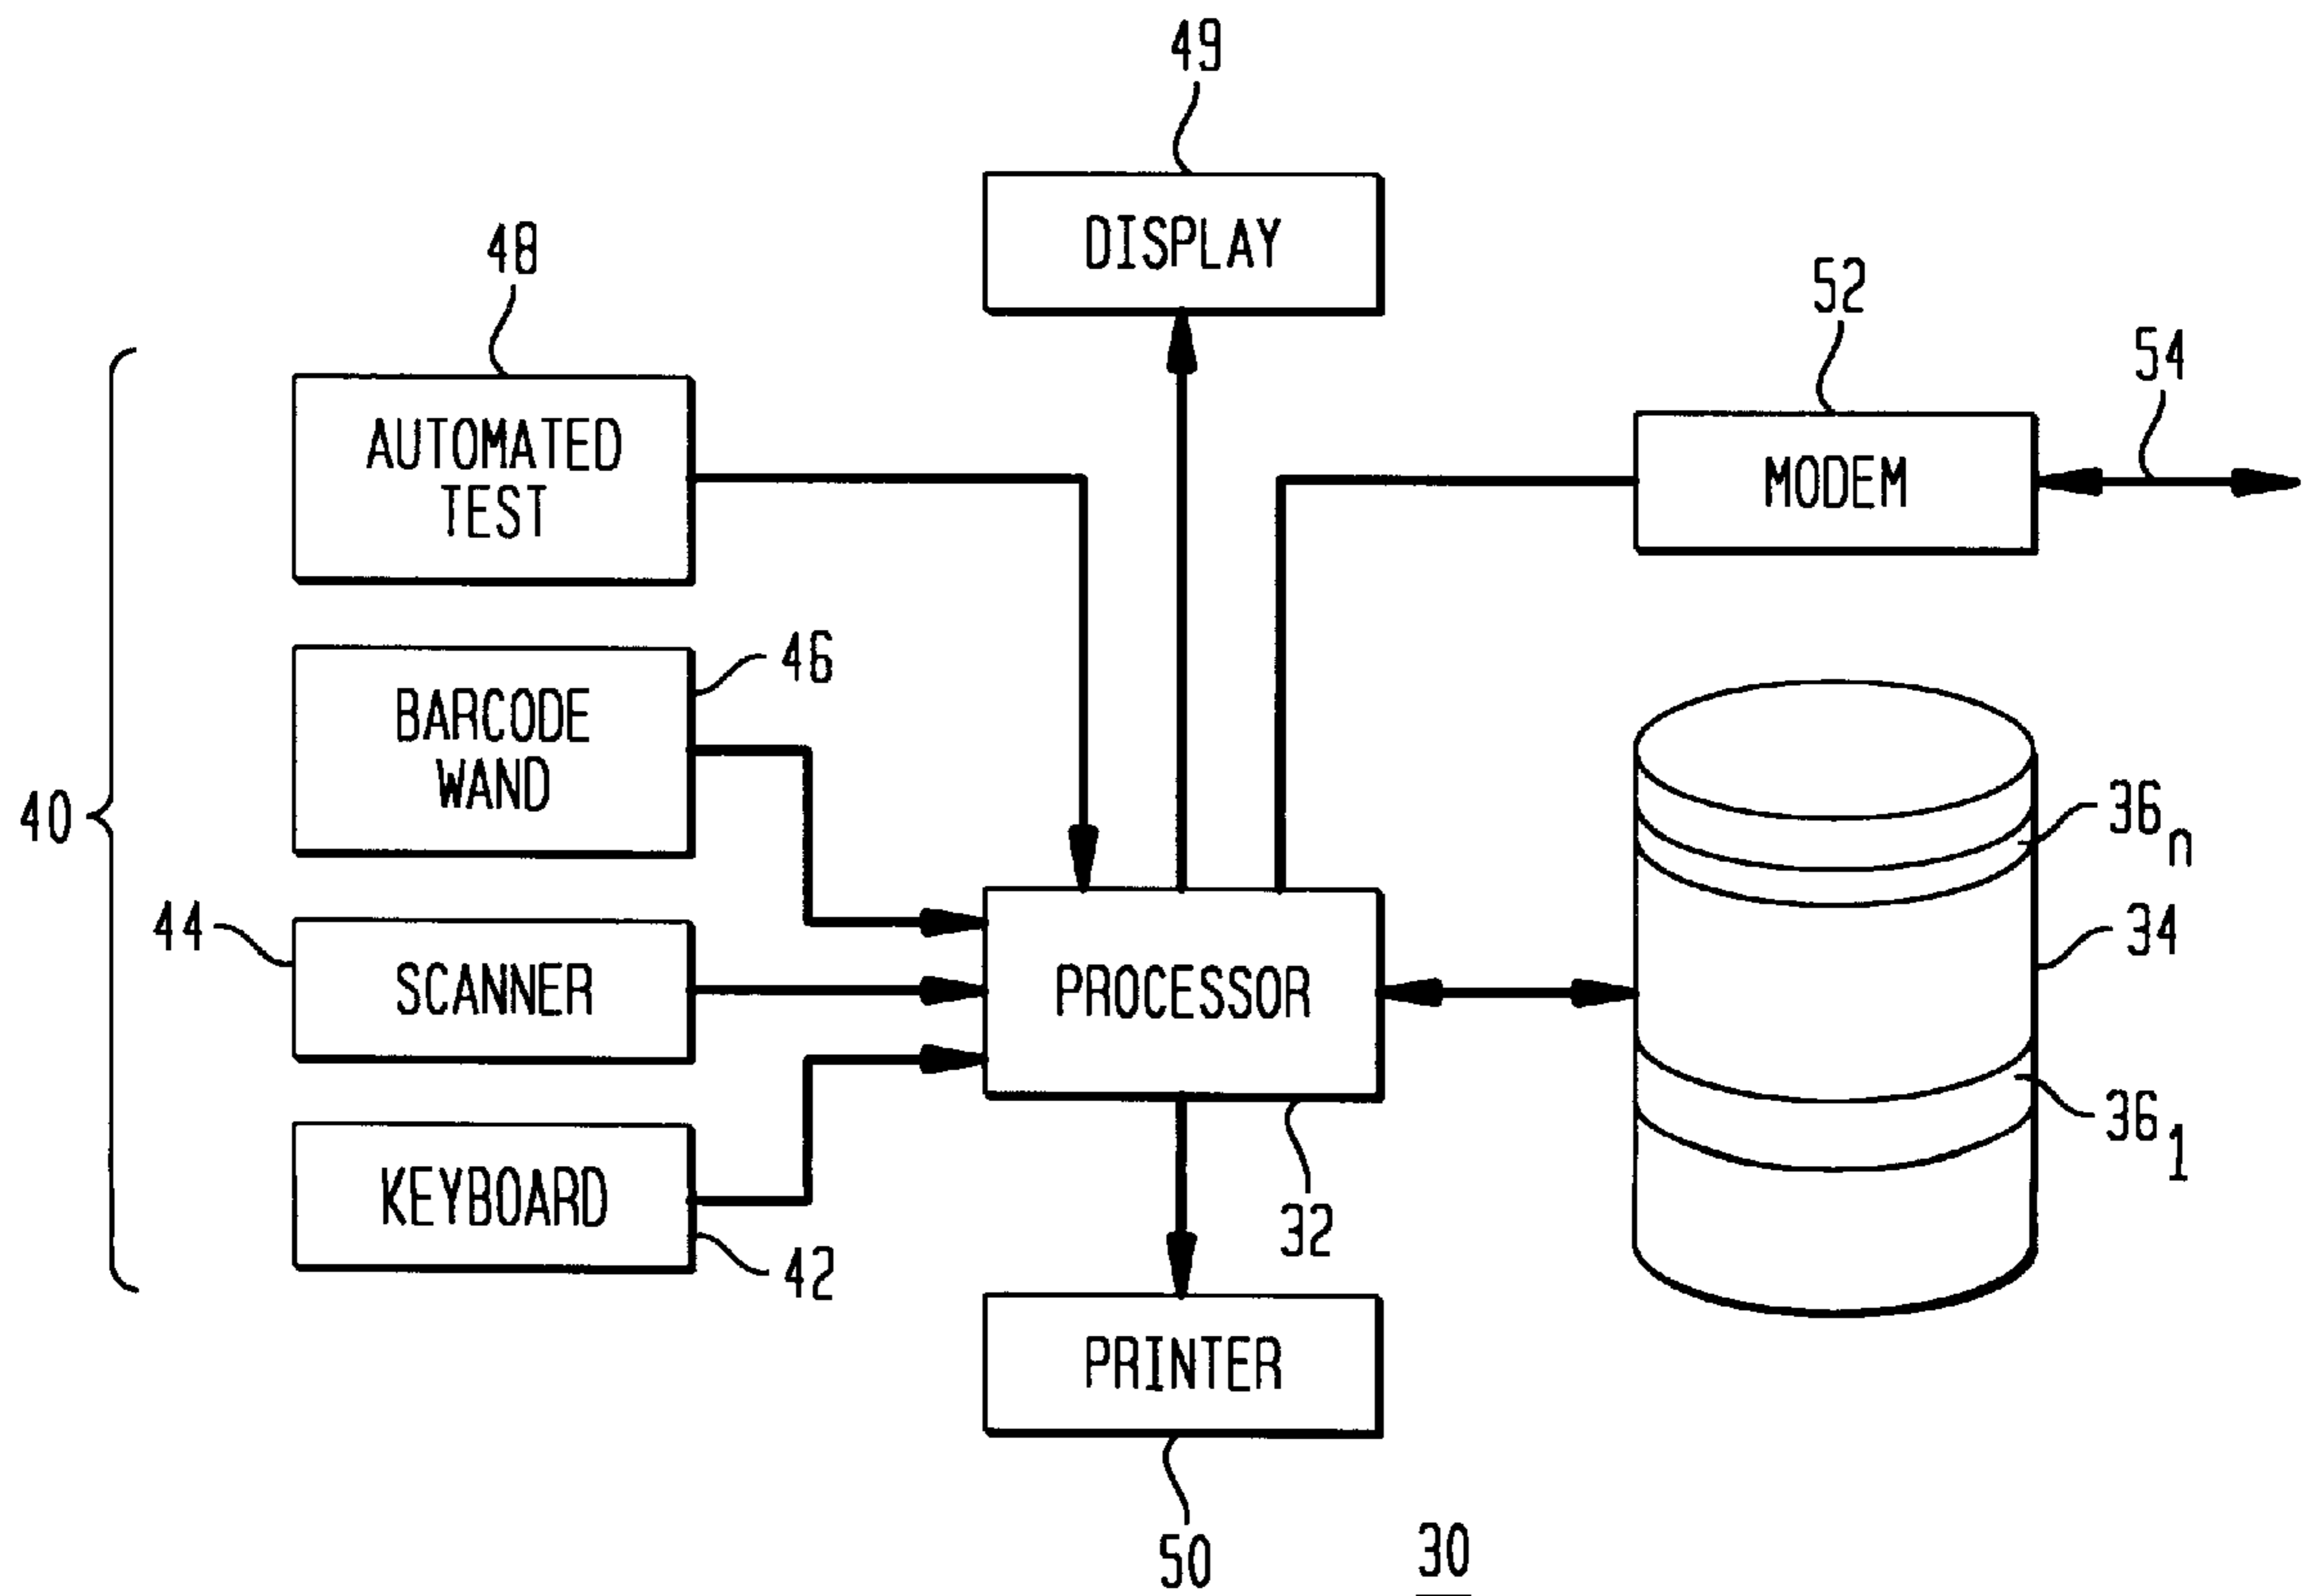 49
DISPLAY
48
AUTOMATED
TEST
52
MODEM
54
46
BARCODE
WAND
40
44
SCANNER
PROCESSOR
32
KEYBOARD
42
36n
34
361
PRINTER
50
30